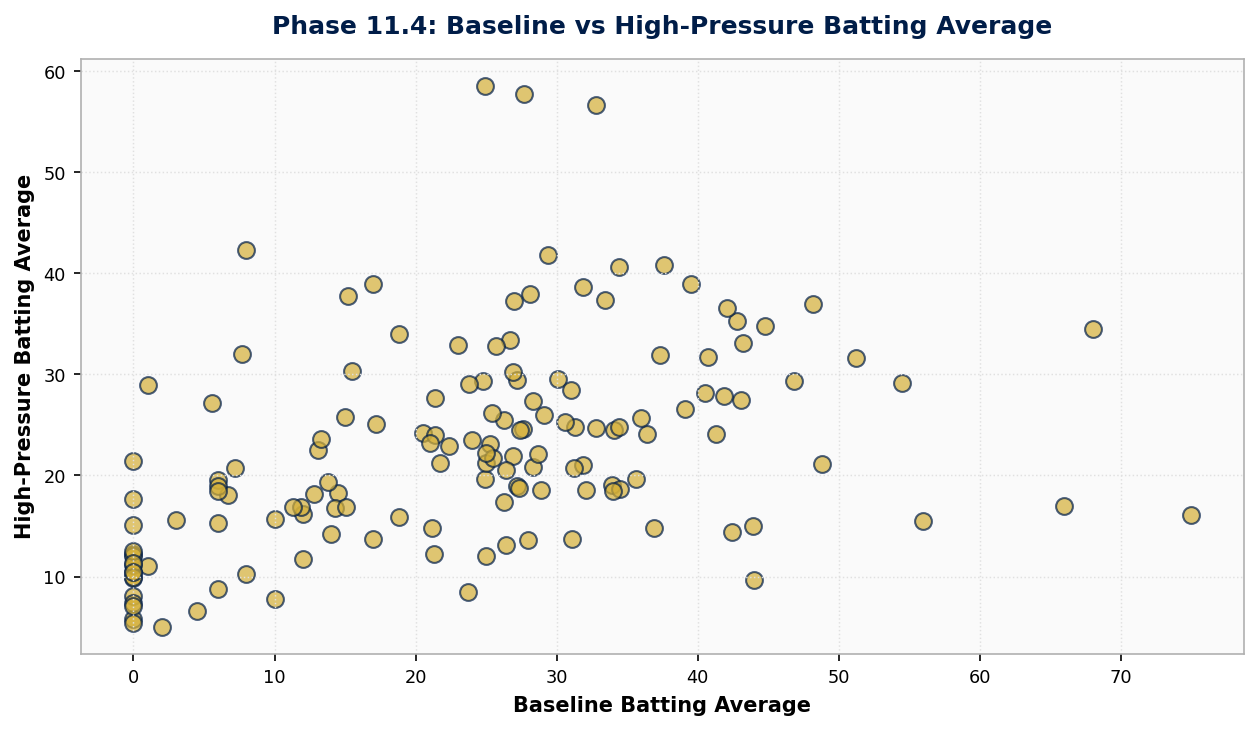 Phase 11.4: Baseline vs High-Pressure Batting Average
High-Pressure Batting Average
60
50
40
30
20
10
0 10 20 30 40 50 60 70
Baseline Batting Average